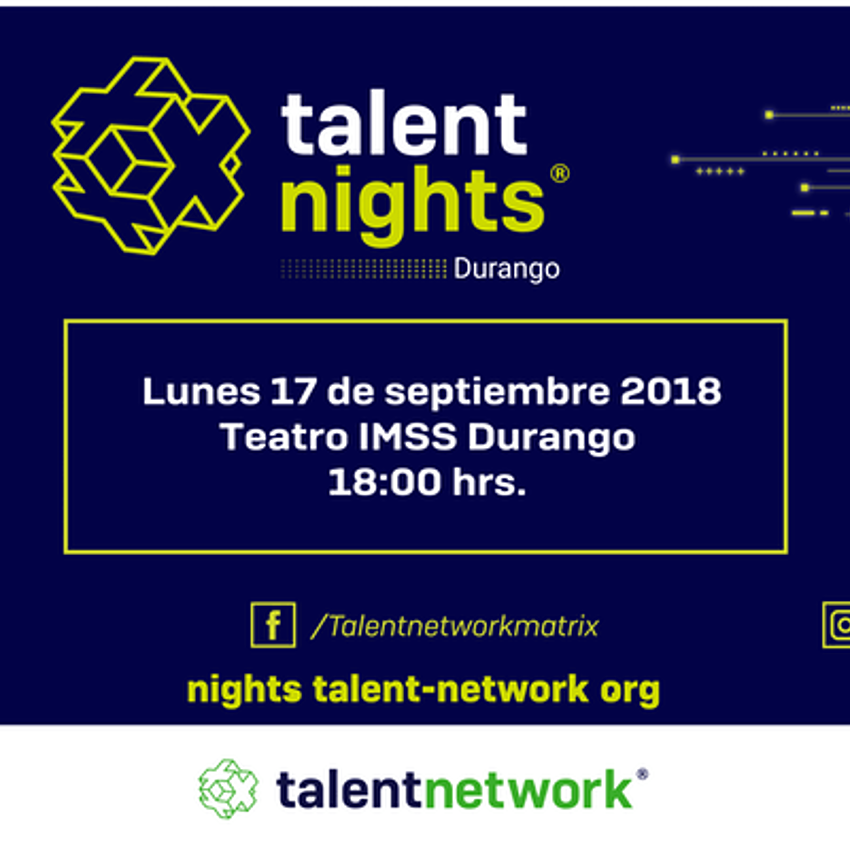 talent
nights®
Durango
Lunes 17 de septiembre 2018
Teatro IMSS Durango
18:00 hrs.
/Talentnetworkmatrix
nights talent-network org
talentnetwork®